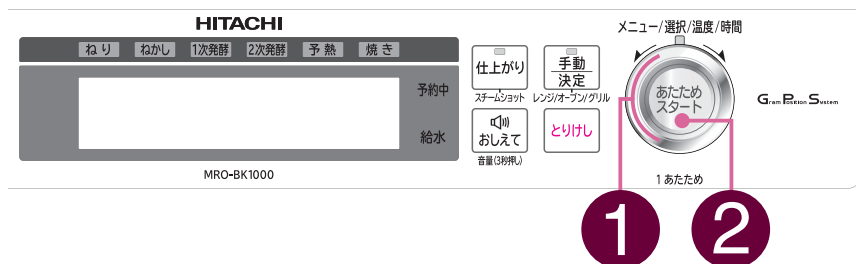 HITACHI
ねり ねかし 1次発酵 2次発酵 予熱 焼き
予約中
給水
MRO-BK1000
仕上がり
スチームショット
手動
決定
レンジ/オーブン/グリル
おしえて
音量(3秒押し)
とりけし
メニュー/選択/温度/時間
あたため
スタート
1 あたため
Gram Position System
1
2